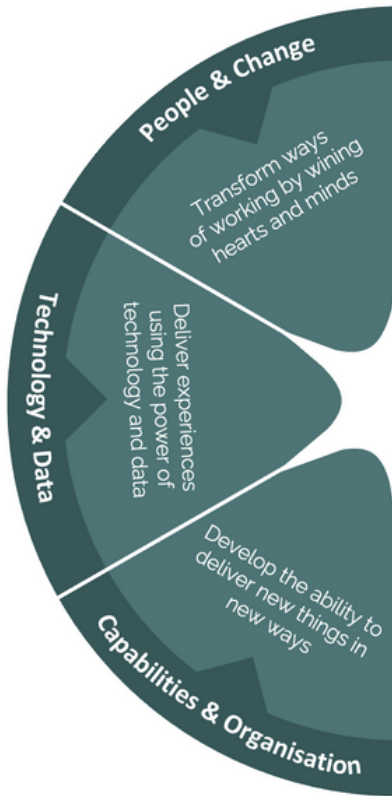 People & Change
Transform ways
of working by wining
hearts and minds
Technology & Data
Deliver experiences
using the power of
technology and data
Capabilities & Organisation
Develop the ability to
deliver new things in
new ways